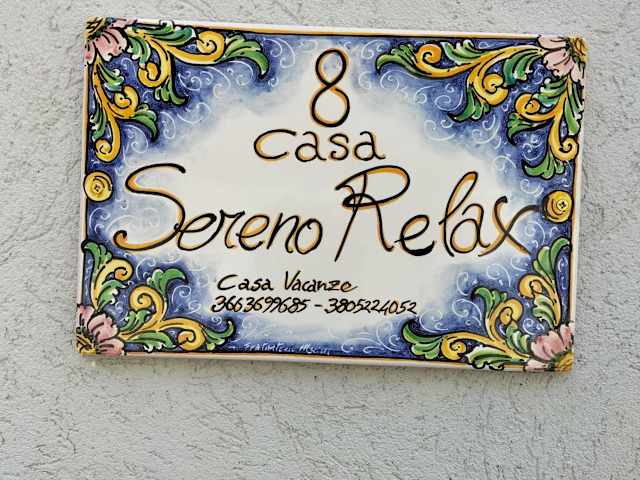 8
Casa
Sereno Relax
Casa Vacanze
3663699685 - 3805224052